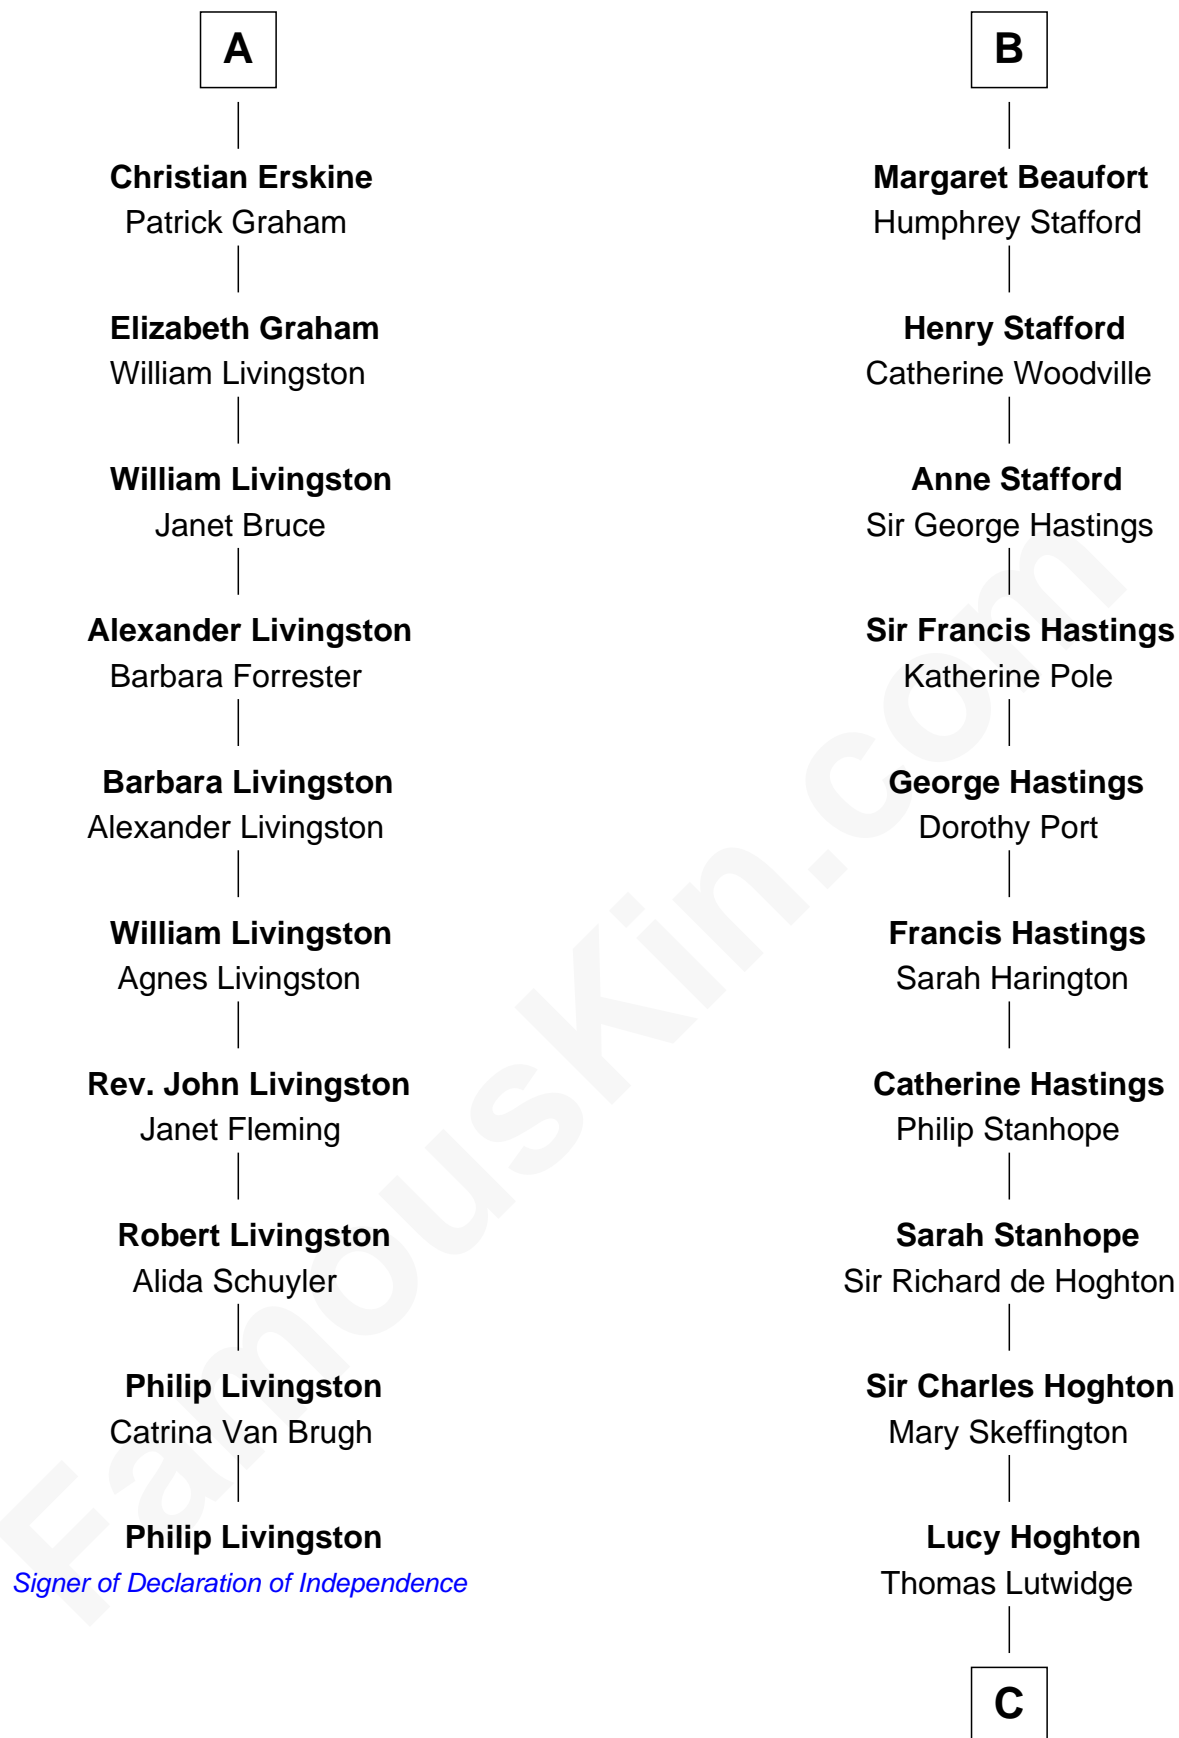 A
Christian Erskine
Patrick Graham
Elizabeth Graham
William Livingston
William Livingston
Janet Bruce
Alexander Livingston
Barbara Forrester
Barbara Livingston
Alexander Livingston
William Livingston
Agnes Livingston
Rev. John Livingston
Janet Fleming
Robert Livingston
Alida Schuyler
Philip Livingston
Catrina Van Brugh
Philip Livingston
Signer of Declaration of Independence
B
Margaret Beaufort
Humphrey Stafford
Henry Stafford
Catherine Woodville
Anne Stafford
Sir George Hastings
Sir Francis Hastings
Katherine Pole
George Hastings
Dorothy Port
Francis Hastings
Sarah Harington
Catherine Hastings
Philip Stanhope
Sarah Stanhope
Sir Richard de Hoghton
Sir Charles Hoghton
Mary Skeffington
Lucy Hoghton
Thomas Lutwidge
C
FamousKin.com